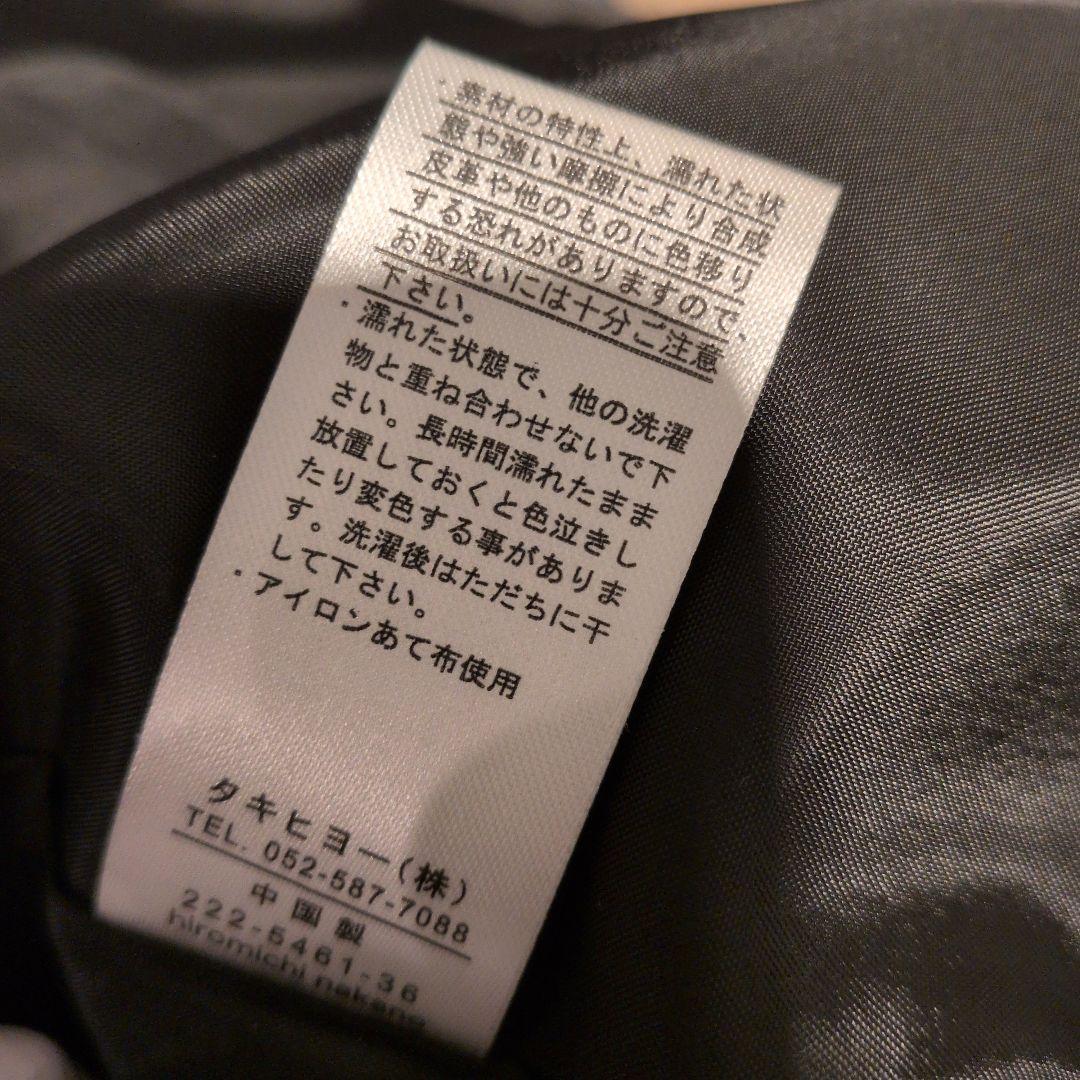 ・素材の特性上、濡れた状
態や強い摩擦により合成
皮革や他のものに色移り
する恐れがありますので、
お取扱いには十分ご注意
下さい。
・濡れた状態で、他の洗濯
物と重ね合わせないで下
さい。長時間濡れたまま
放置しておくと色泣きし
たり変色する事がありま
す。洗濯後はただちに干
して下さい。
・アイロンあて布使用
タキヒヨー(株)
TEL. 052-587-7088
中国製
222-5461-36
hiromichi nakano